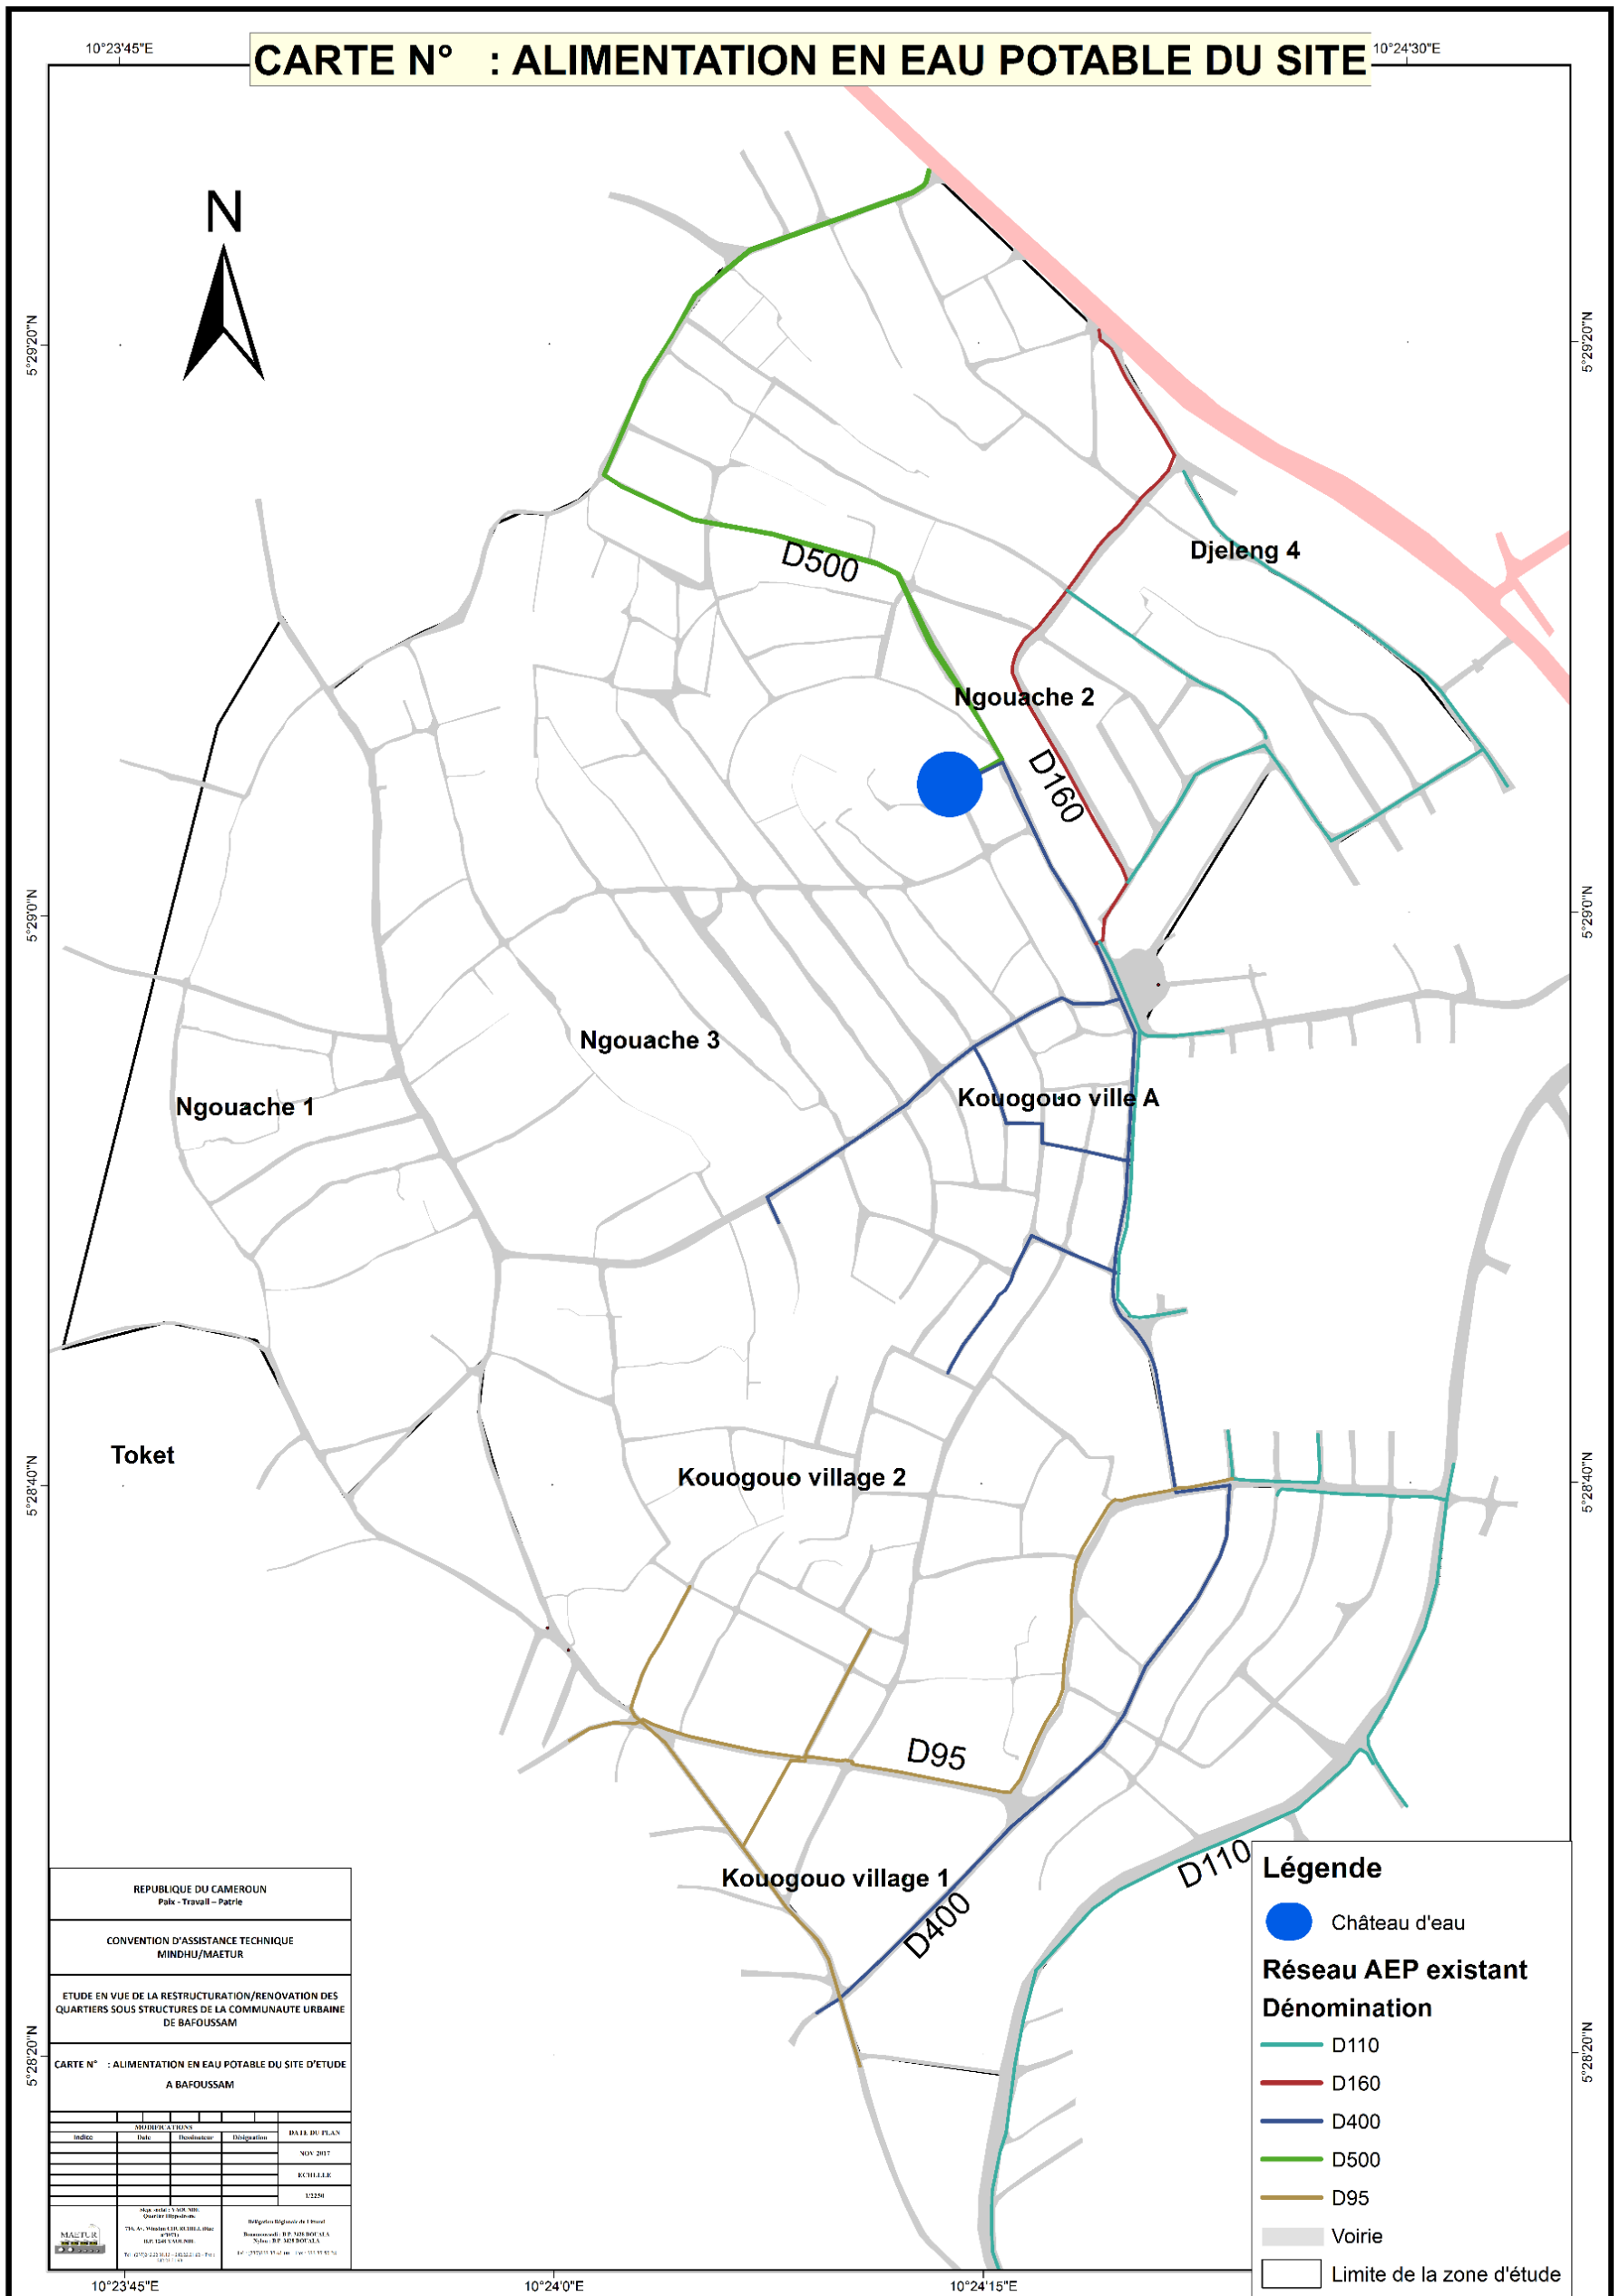 10°23'45"E
10°24'30"E
CARTE N° : ALIMENTATION EN EAU POTABLE DU SITE
N
5°29'20"N
5°29'20"N
D500
Djeleng 4
Ngouache 2
D160
5°29'0"N
5°29'0"N
Ngouache 3
Ngouache 1
Kouogouo ville A
Toket
Kouogouo village 2
5°28'40"N
5°28'40"N
D95
D110
Kouogouo village 1
D400
5°28'20"N
5°28'20"N
REPUBLIQUE DU CAMEROUN
Paix - Travail – Patrie
CONVENTION D'ASSISTANCE TECHNIQUE
MINDHU/MAETUR
ETUDE EN VUE DE LA RESTRUCTURATION/RENOVATION DES
QUARTIERS SOUS STRUCTURES DE LA COMMUNAUTE URBAINE
DE BAFOUSSAM
CARTE N° : ALIMENTATION EN EAU POTABLE DU SITE D'ETUDE
A BAFOUSSAM
MODIFICATIONS
DATE DU PLAN
Indice
Date
Dessinateur
Désignation
NOV 2017
ECHELLE
1/2250
MAETUR
Légende
Château d'eau
Réseau AEP existant
Dénomination
D110
D160
D400
D500
D95
Voirie
Limite de la zone d'étude
10°23'45"E
10°24'0"E
10°24'15"E